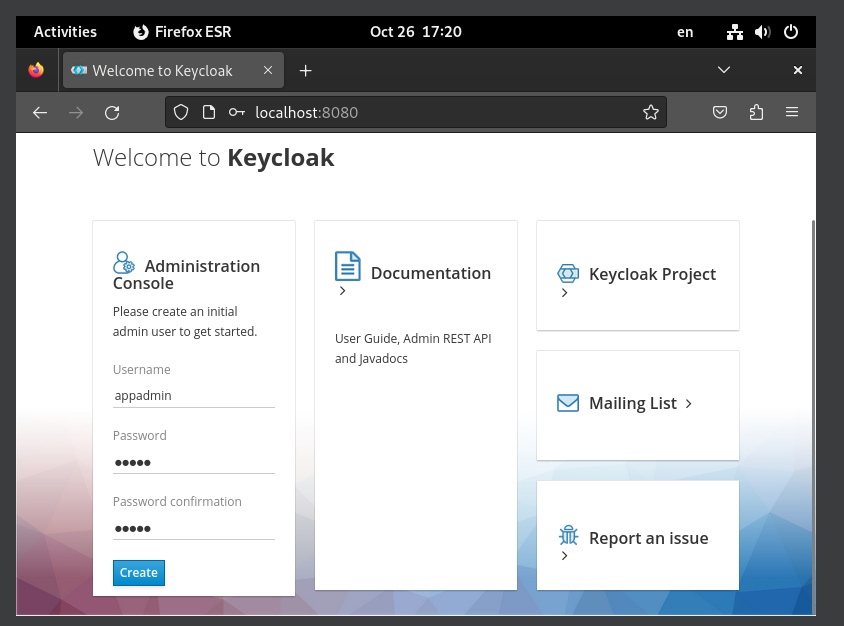 Activities Firefox ESR Oct 26 17:20 en
Welcome to Keycloak
localhost:8080
Welcome to Keycloak
Administration
Console
Please create an initial
admin user to get started.
Username
appadmin
Password
●●●●●
Password confirmation
●●●●●
Create
Documentation
User Guide, Admin REST API
and Javadocs
Keycloak Project
Mailing List
Report an issue